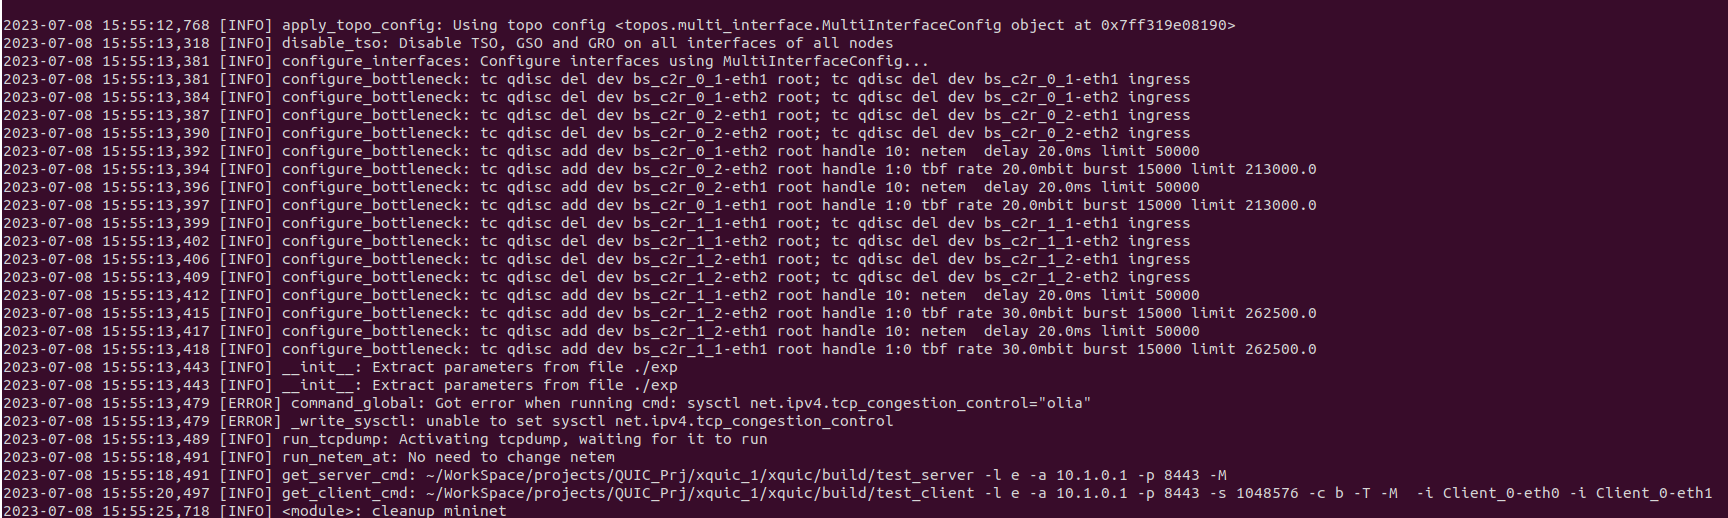 2023-07-08 15:55:12,768 [INFO] apply_topo_config: Using topo config <topos.multi_interface.MultiInterfaceConfig object at 0x7ff319e08190>
2023-07-08 15:55:13,318 [INFO] disable_tso: Disable TSO, GSO and GRO on all interfaces of all nodes
2023-07-08 15:55:13,381 [INFO] configure_interfaces: Configure interfaces using MultiInterfaceConfig...
2023-07-08 15:55:13,381 [INFO] configure_bottleneck: tc qdisc del dev bs_c2r_0_1-eth1 root; tc qdisc del dev bs_c2r_0_1-eth1 ingress
2023-07-08 15:55:13,384 [INFO] configure_bottleneck: tc qdisc del dev bs_c2r_0_1-eth2 root; tc qdisc del dev bs_c2r_0_1-eth2 ingress
2023-07-08 15:55:13,387 [INFO] configure_bottleneck: tc qdisc del dev bs_c2r_0_2-eth1 root; tc qdisc del dev bs_c2r_0_2-eth1 ingress
2023-07-08 15:55:13,390 [INFO] configure_bottleneck: tc qdisc del dev bs_c2r_0_2-eth2 root; tc qdisc del dev bs_c2r_0_2-eth2 ingress
2023-07-08 15:55:13,392 [INFO] configure_bottleneck: tc qdisc add dev bs_c2r_0_1-eth2 root handle 10: netem  delay 20.0ms limit 50000
2023-07-08 15:55:13,394 [INFO] configure_bottleneck: tc qdisc add dev bs_c2r_0_2-eth2 root handle 1:0 tbf rate 20.0mbit burst 15000 limit 213000.0
2023-07-08 15:55:13,396 [INFO] configure_bottleneck: tc qdisc add dev bs_c2r_0_2-eth1 root handle 10: netem  delay 20.0ms limit 50000
2023-07-08 15:55:13,397 [INFO] configure_bottleneck: tc qdisc add dev bs_c2r_0_1-eth1 root handle 1:0 tbf rate 20.0mbit burst 15000 limit 213000.0
2023-07-08 15:55:13,399 [INFO] configure_bottleneck: tc qdisc del dev bs_c2r_1_1-eth1 root; tc qdisc del dev bs_c2r_1_1-eth1 ingress
2023-07-08 15:55:13,402 [INFO] configure_bottleneck: tc qdisc del dev bs_c2r_1_1-eth2 root; tc qdisc del dev bs_c2r_1_1-eth2 ingress
2023-07-08 15:55:13,406 [INFO] configure_bottleneck: tc qdisc del dev bs_c2r_1_2-eth1 root; tc qdisc del dev bs_c2r_1_2-eth1 ingress
2023-07-08 15:55:13,409 [INFO] configure_bottleneck: tc qdisc del dev bs_c2r_1_2-eth2 root; tc qdisc del dev bs_c2r_1_2-eth2 ingress
2023-07-08 15:55:13,412 [INFO] configure_bottleneck: tc qdisc add dev bs_c2r_1_1-eth2 root handle 10: netem  delay 20.0ms limit 50000
2023-07-08 15:55:13,415 [INFO] configure_bottleneck: tc qdisc add dev bs_c2r_1_2-eth2 root handle 1:0 tbf rate 30.0mbit burst 15000 limit 262500.0
2023-07-08 15:55:13,417 [INFO] configure_bottleneck: tc qdisc add dev bs_c2r_1_2-eth1 root handle 10: netem  delay 20.0ms limit 50000
2023-07-08 15:55:13,418 [INFO] configure_bottleneck: tc qdisc add dev bs_c2r_1_1-eth1 root handle 1:0 tbf rate 30.0mbit burst 15000 limit 262500.0
2023-07-08 15:55:13,443 [INFO] __init__: Extract parameters from file ./exp
2023-07-08 15:55:13,443 [INFO] __init__: Extract parameters from file ./exp
2023-07-08 15:55:13,479 [ERROR] command_global: Got error when running cmd: sysctl net.ipv4.tcp_congestion_control="olia"
2023-07-08 15:55:13,479 [ERROR] _write_sysctl: unable to set sysctl net.ipv4.tcp_congestion_control
2023-07-08 15:55:13,489 [INFO] run_tcpdump: Activating tcpdump, waiting for it to run
2023-07-08 15:55:18,491 [INFO] run_netem_at: No need to change netem
2023-07-08 15:55:18,491 [INFO] get_server_cmd: ~/WorkSpace/projects/QUIC_Prj/xquic_1/xquic/build/test_server -l e -a 10.1.0.1 -p 8443 -M
2023-07-08 15:55:20,497 [INFO] get_client_cmd: ~/WorkSpace/projects/QUIC_Prj/xquic_1/xquic/build/test_client -l e -a 10.1.0.1 -p 8443 -s 1048576 -c b -T -M  -i Client_0-eth0 -i Client_0-eth1
2023-07-08 15:55:25,718 [INFO] <module>: cleanup mininet